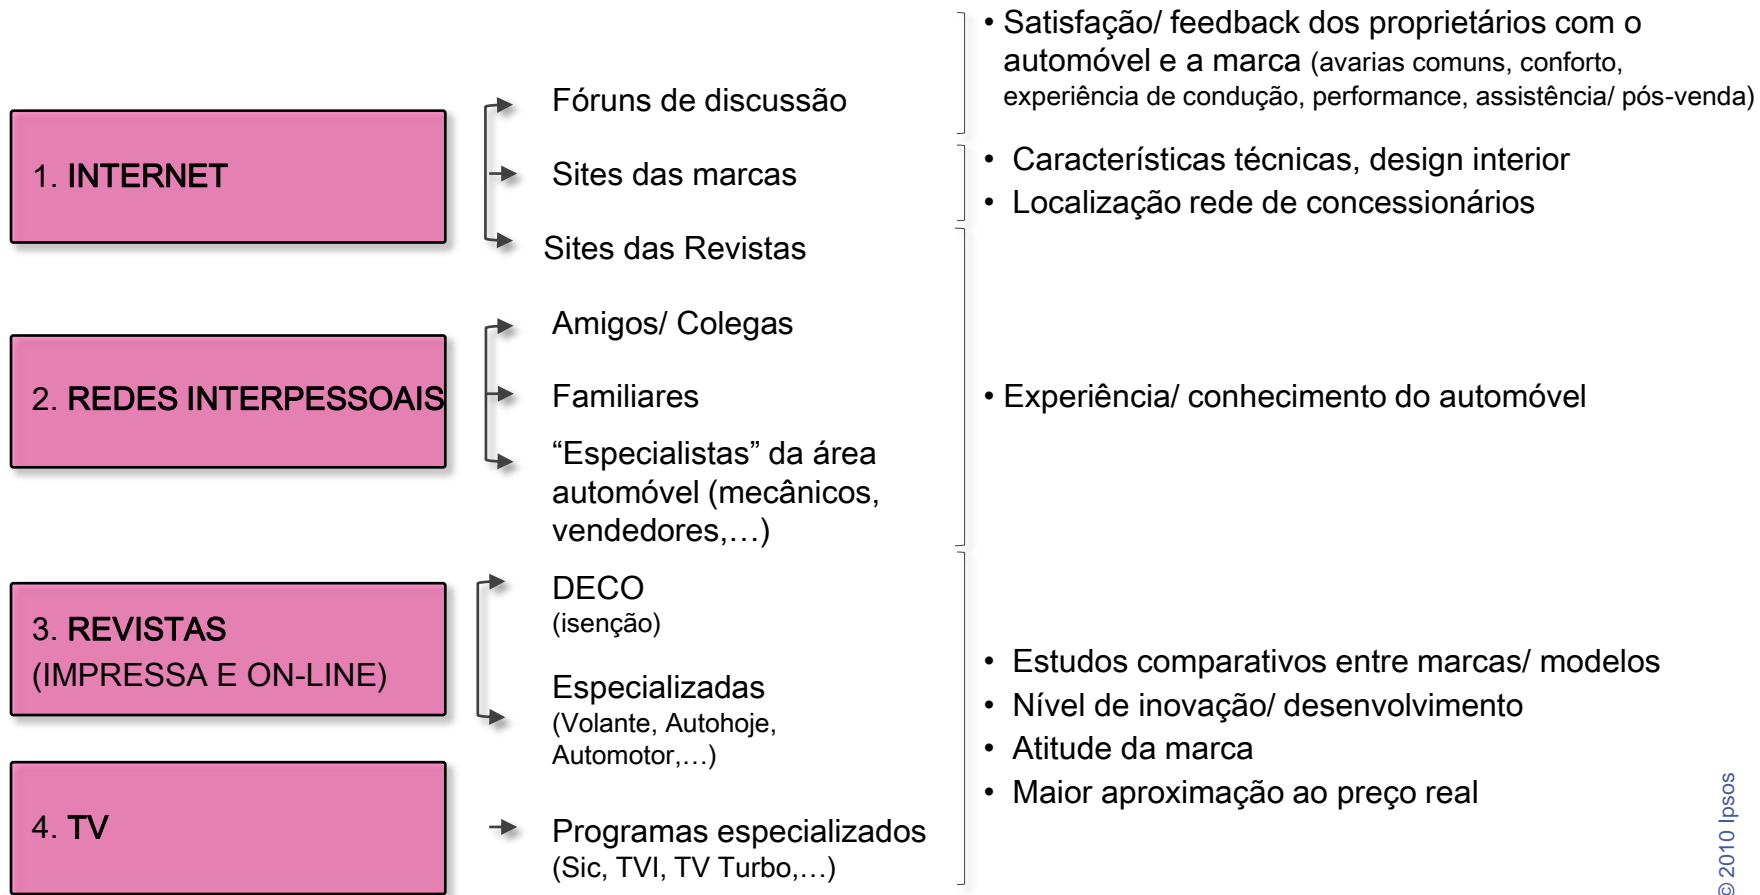 1. INTERNET
Fóruns de discussão
Sites das marcas
Sites das Revistas
• Satisfação/ feedback dos proprietários com o
automóvel e a marca (avarias comuns, conforto,
experiência de condução, performance, assistência/ pós-venda)
• Características técnicas, design interior
• Localização rede de concessionários
2. REDES INTERPESSOAIS
Amigos/ Colegas
Familiares
“Especialistas” da área
automóvel (mecânicos,
vendedores,…)
• Experiência/ conhecimento do automóvel
3. REVISTAS
(IMPRESSA E ON-LINE)
DECO
(isenção)
Especializadas
(Volante, Autohoje,
Automotor,…)
4. TV
Programas especializados
(Sic, TVI, TV Turbo,…)
• Estudos comparativos entre marcas/ modelos
• Nível de inovação/ desenvolvimento
• Atitude da marca
• Maior aproximação ao preço real
© 2010 Ipsos